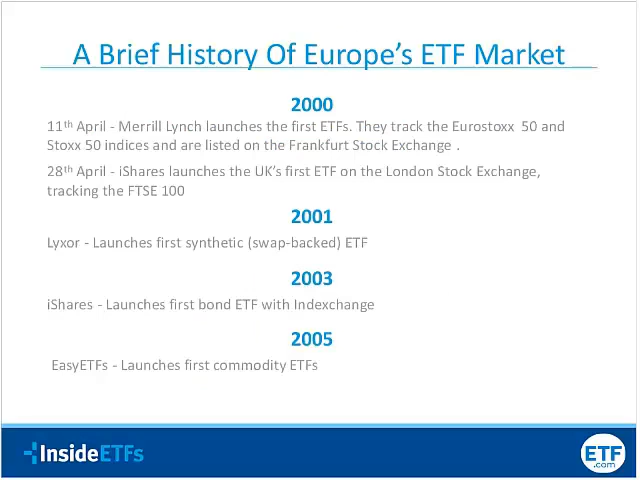 A Brief History Of Europe's ETF Market
2000
11th April - Merrill Lynch launches the first ETFs. They track the Eurostoxx 50 and
Stoxx 50 indices and are listed on the Frankfurt Stock Exchange .
28th April - iShares launches the UK's first ETF on the London Stock Exchange,
tracking the FTSE 100
2001
Lyxor - Launches first synthetic (swap-backed) ETF
2003
iShares - Launches first bond ETF with Indexchange
2005
EasyETFs - Launches first commodity ETFs
InsideETFs
ETF
.com